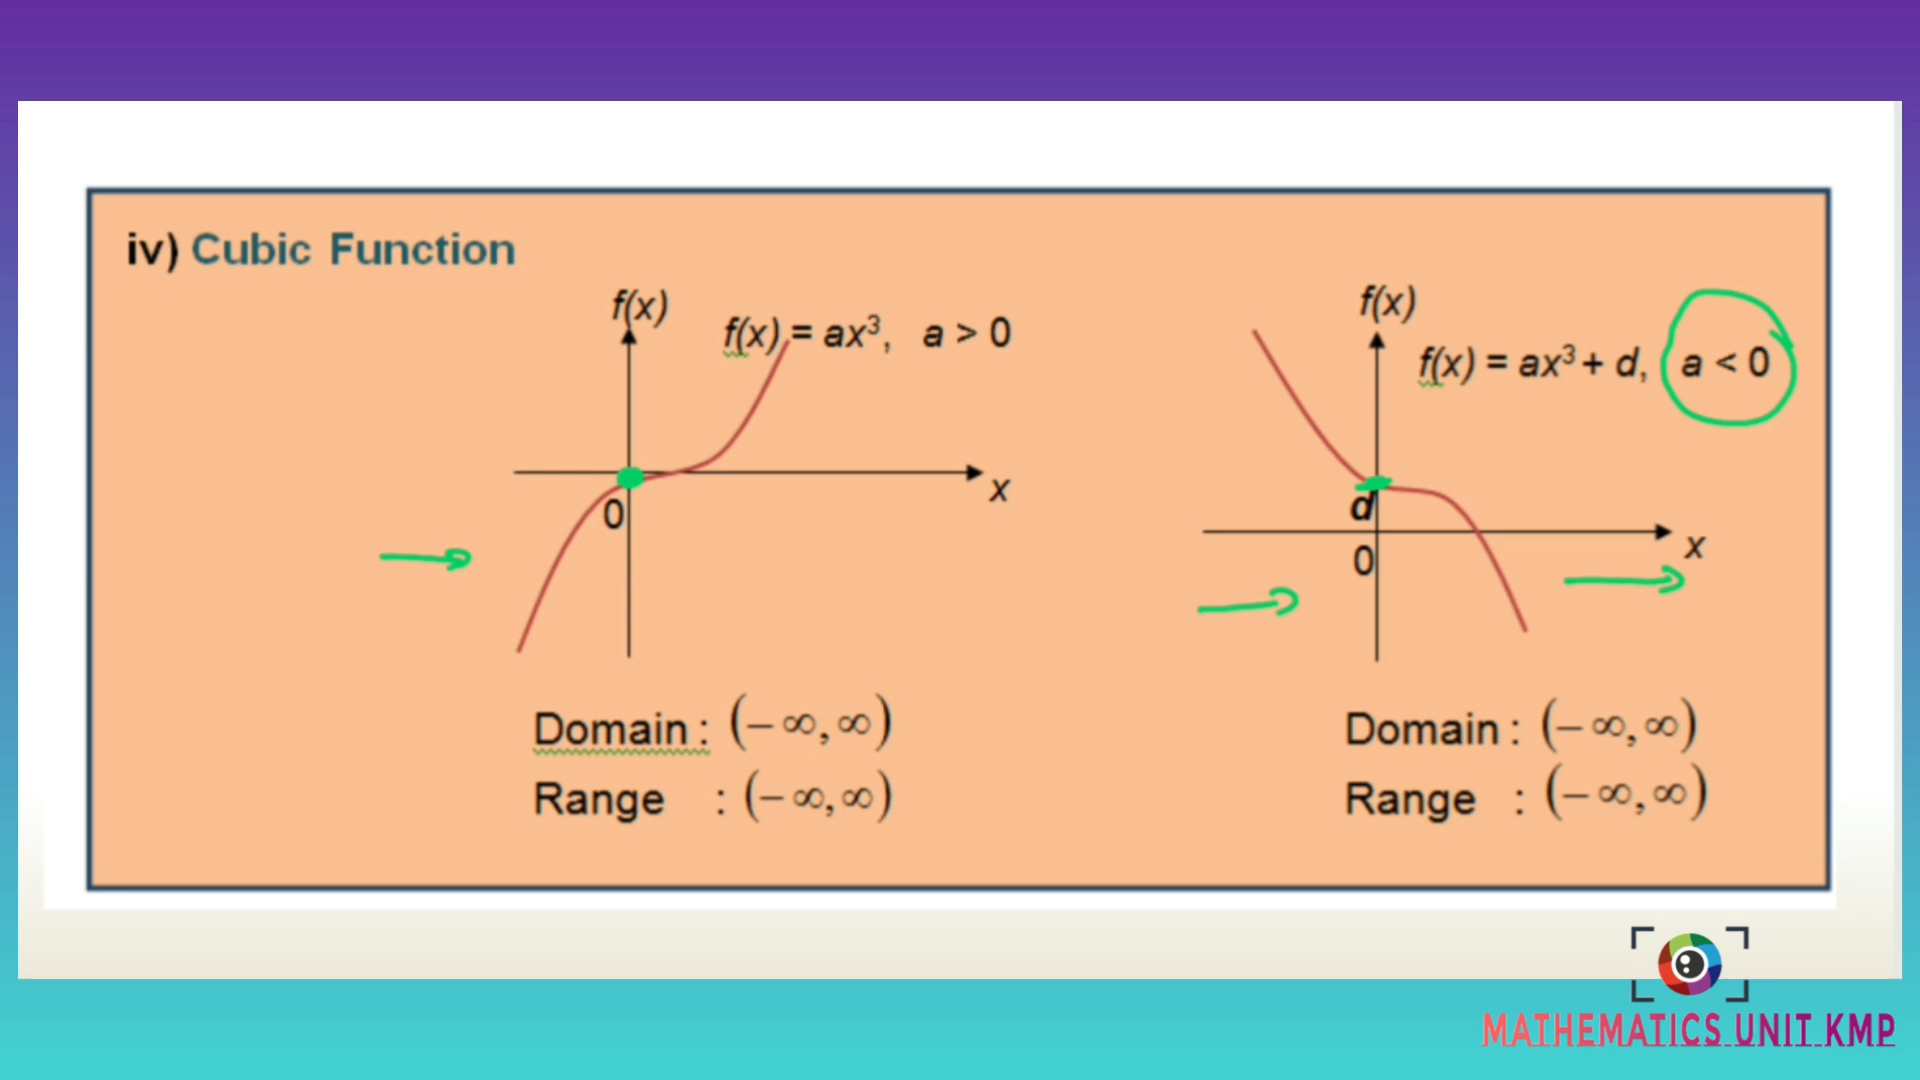 iv) Cubic Function
f(x)
f(x) = ax³, a > 0
x
0
Domain : (– ∞, ∞)
Range : (– ∞, ∞)
f(x)
f(x) = ax³ + d, a < 0
d
x
0
Domain : (– ∞, ∞)
Range : (– ∞, ∞)
MATHEMATICS.UNIT.KMP